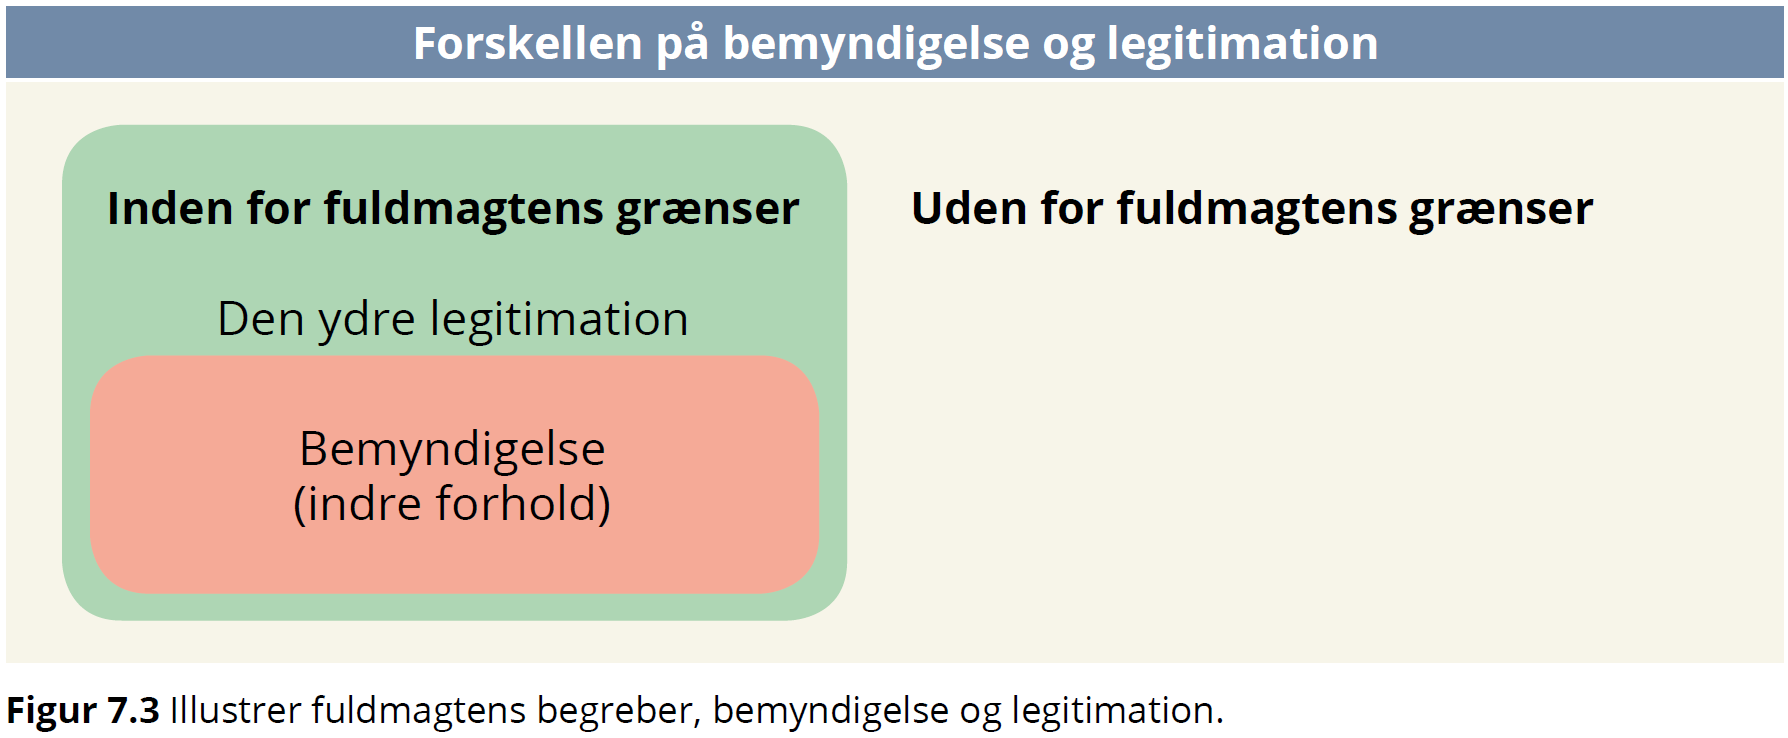 Forskellen på bemyndigelse og legitimation
Inden for fuldmagtens grænser
Uden for fuldmagtens grænser
Den ydre legitimation
Bemyndigelse
(indre forhold)
Figur 7.3 Illustrer fuldmagtens begreber, bemyndigelse og legitimation.